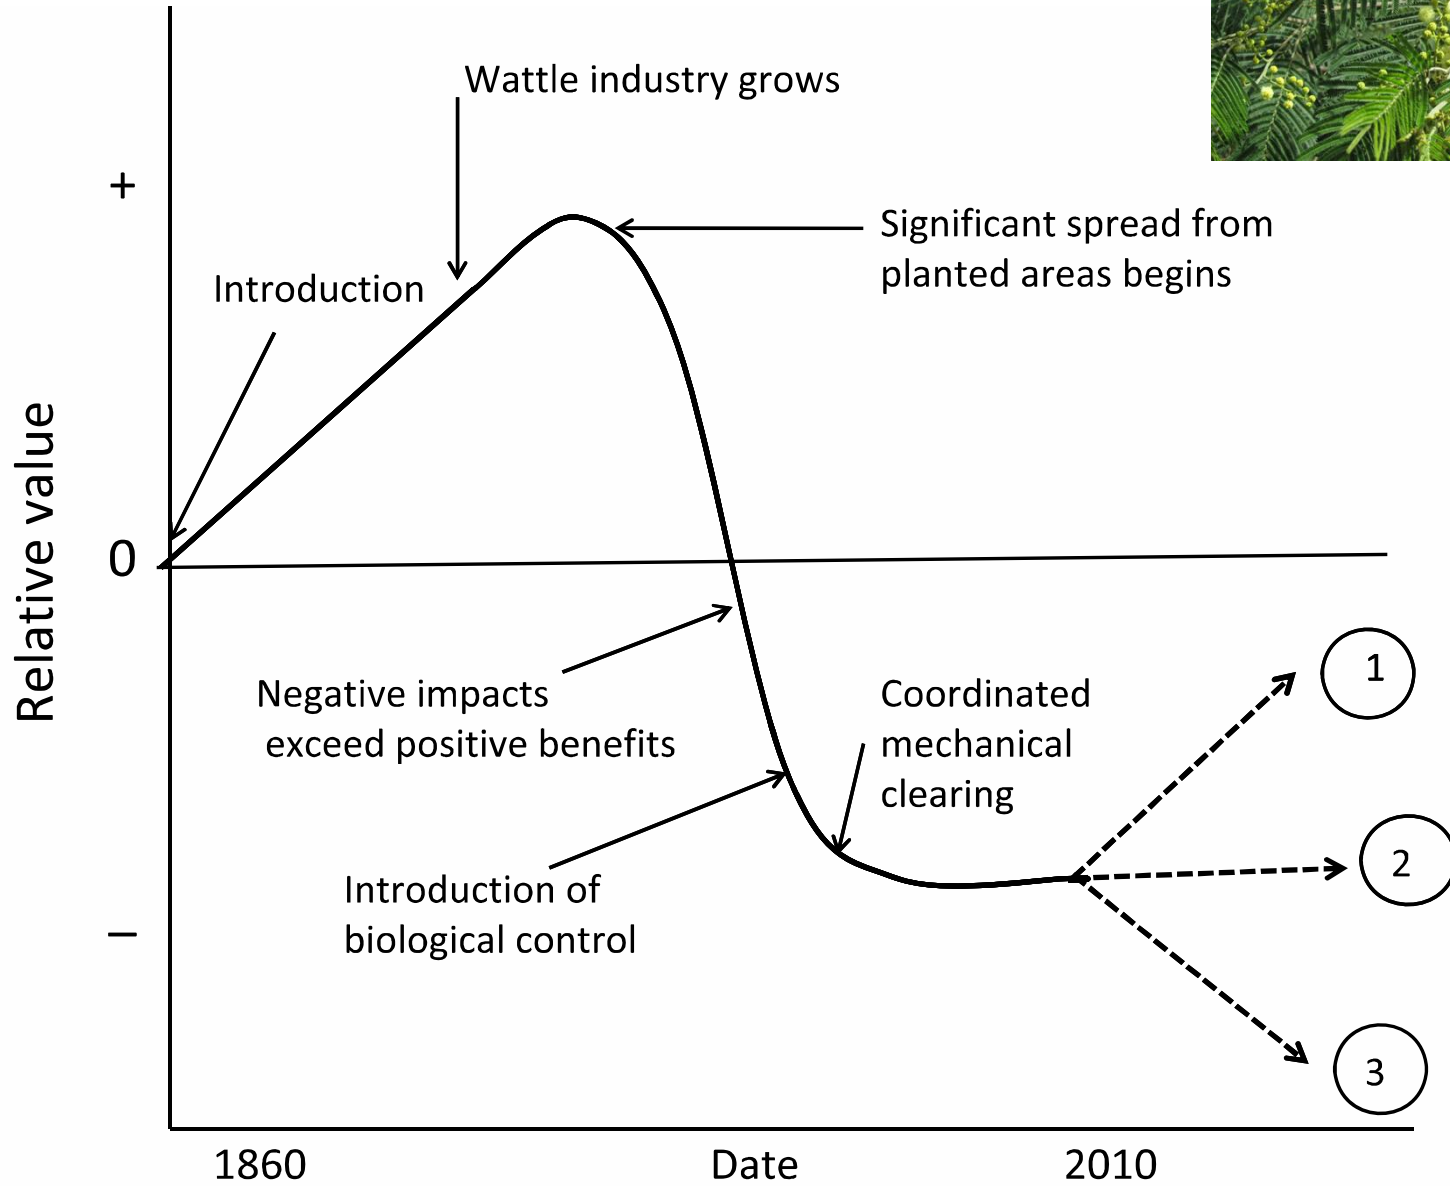 Wattle industry grows
+
Significant spread from
planted areas begins
Introduction
Relative value
0
1
Negative impacts
exceed positive benefits
Coordinated
mechanical
clearing
2
Introduction of
biological control
–
3
1860
Date
2010